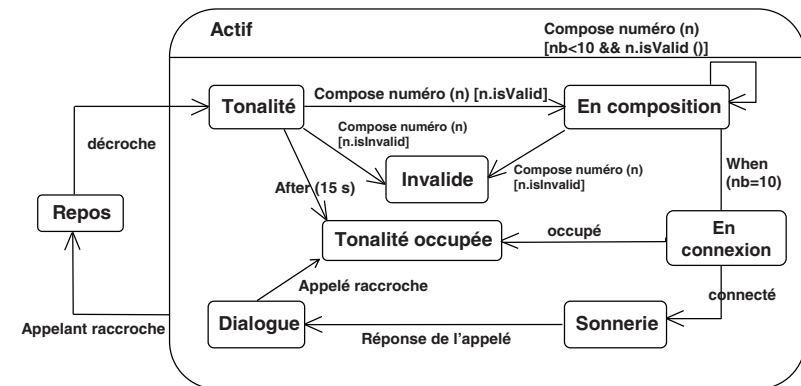 Actif
Compose numéro (n)
[nb<10 && n.isValid ()]
Tonalité
Compose numéro (n) [n.isValid]
En composition
décroche
Compose numéro (n)
[n.isInvalid]
Invalide
Compose numéro (n)
[n.isInvalid]
When
(nb=10)
After (15 s)
Repos
Tonalité occupée
occupé
En
connexion
Appelé raccroche
connecté
Appelant raccroche
Dialogue
Réponse de l'appelé
Sonnerie